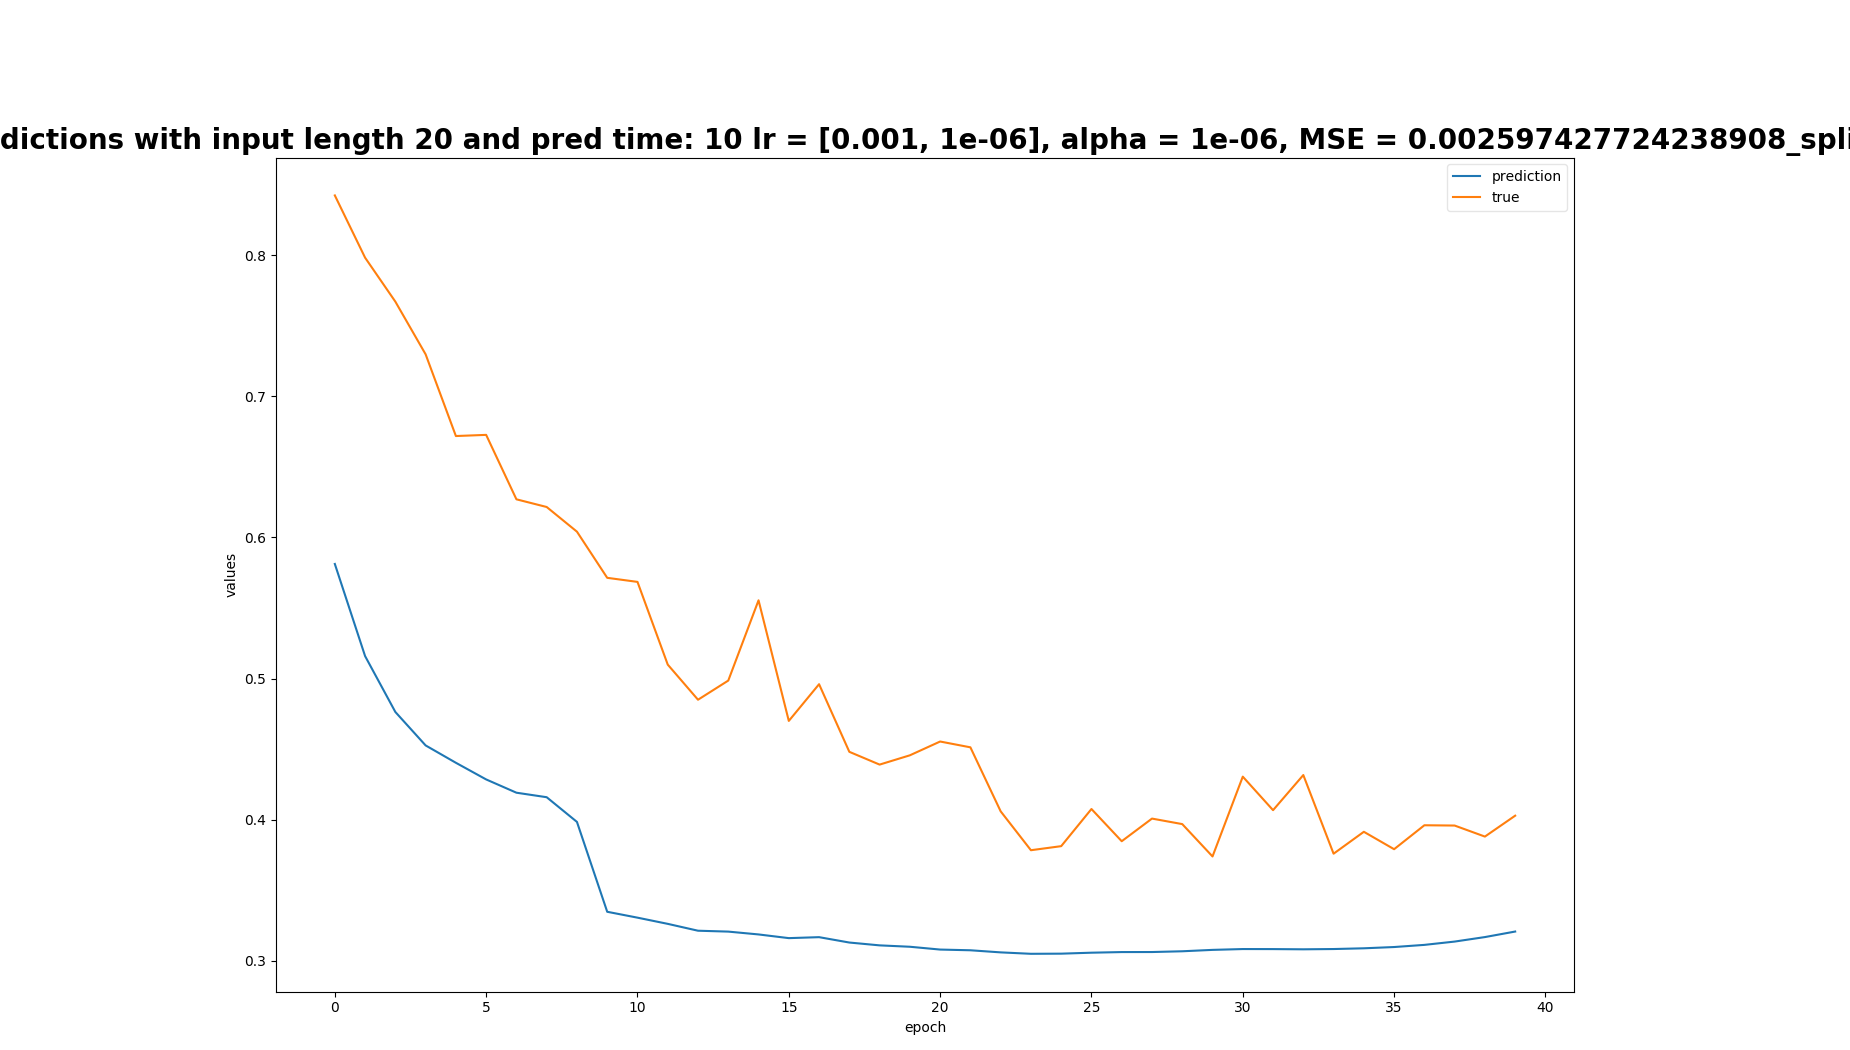 dictions with input length 20 and pred time: 10 lr = [0.001, 1e-06], alpha = 1e-06, MSE = 0.002597427724238908_spli
prediction
true
0.8
0.7
0.6
0.5
0.4
0.3
values
0 5 10 15 20 25 30 35 40
epoch